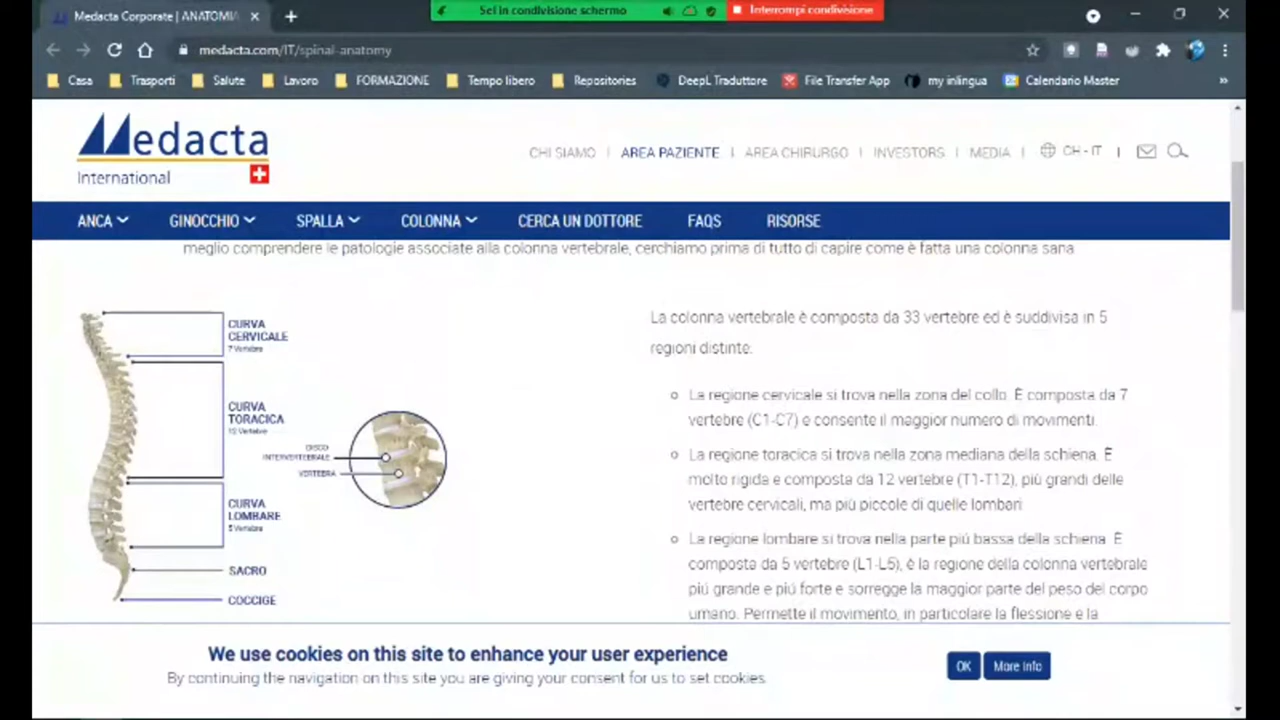 Medacta Corporate | ANATOMIA
Sei in condivisione schermo
Interrompi condivisione
medacta.com/IT/spinal-anatomy
Casa
Trasporti
Salute
Lavoro
FORMAZIONE
Tempo libero
Repositories
DeepL Traduttore
File Transfer App
my inlingua
Calendario Master
»
Medacta
International
CHI SIAMO | AREA PAZIENTE | AREA CHIRURGO | INVESTORS | MEDIA | CH - IT |
ANCA
GINOCCHIO
SPALLA
COLONNA
CERCA UN DOTTORE
FAQS
RISORSE
meglio comprendere le patologie associate alla colonna vertebrale, cerchiamo prima di tutto di capire come è fatta una colonna sana
CURVA
CERVICALE
7 Vertebre
CURVA
TORACICA
12 Vertebre
DISCO
INTERVERTEBRALE
VERTEBRA
CURVA
LOMBARE
5 Vertebre
SACRO
COCCIGE
La colonna vertebrale è composta da 33 vertebre ed è suddivisa in 5
regioni distinte:
La regione cervicale si trova nella zona del collo. È composta da 7
vertebre (C1-C7) e consente il maggior numero di movimenti.
La regione toracica si trova nella zona mediana della schiena. È
molto rigida e composta da 12 vertebre (T1-T12), più grandi delle
vertebre cervicali, ma più piccole di quelle lombari
La regione lombare si trova nella parte più bassa della schiena. È
composta da 5 vertebre (L1-L5), è la regione della colonna vertebrale
più grande e più forte e sorregge la maggior parte del peso del corpo
umano. Permette il movimento, in particolare la flessione e la
We use cookies on this site to enhance your user experience
By continuing the navigation on this site you are giving your consent for us to set cookies.
OK
More info